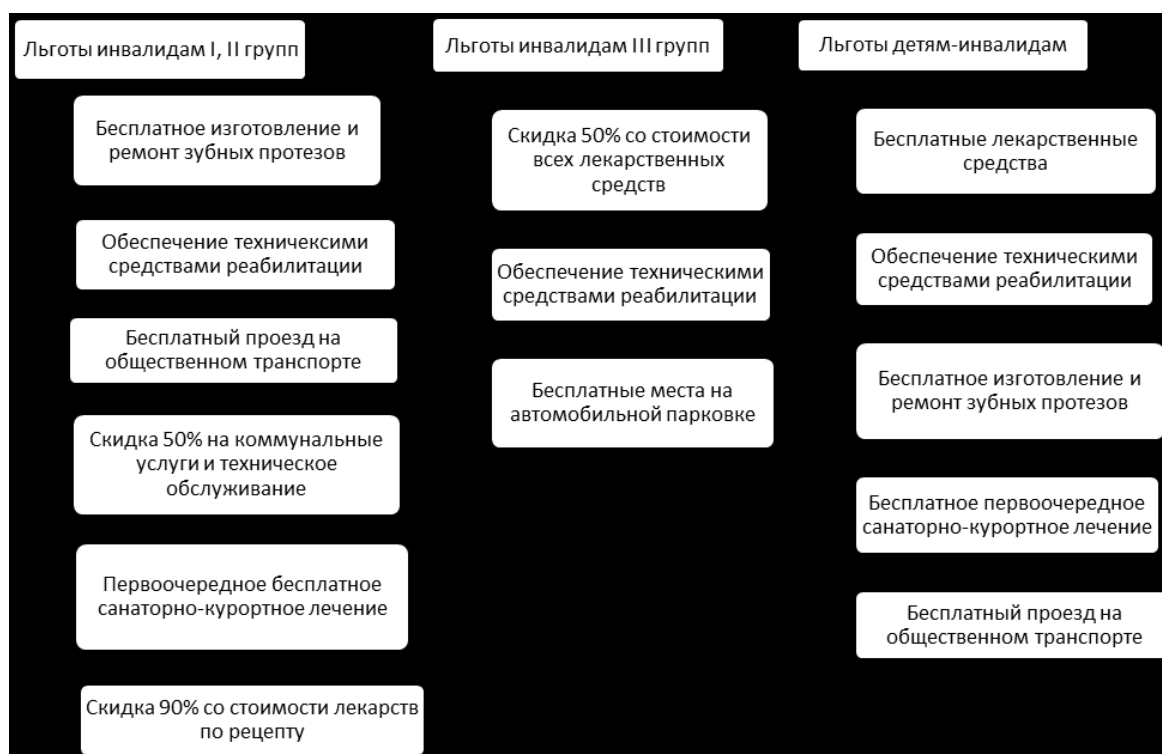 Льготы инвалидам I, II групп
Бесплатное изготовление и
ремонт зубных протезов
Обеспечение техничексими
средствами реабилитации
Бесплатный проезд на
общественном транспорте
Скидка 50% на коммунальные
услуги и техническое
обслуживание
Первоочередное бесплатное
санаторно-курортное лечение
Скидка 90% со стоимости лекарств
по рецепту
Льготы инвалидам III групп
Скидка 50% со стоимости
всех лекарственных
средств
Обеспечение техническими
средствами реабилитации
Бесплатные места на
автомобильной парковке
Льготы детям-инвалидам
Бесплатные лекарственные
средства
Обеспечение техническими
средствами реабилитации
Бесплатное изготовление и
ремонт зубных протезов
Бесплатное первоочередное
санаторно-курортное лечение
Бесплатный проезд на
общественном транспорте